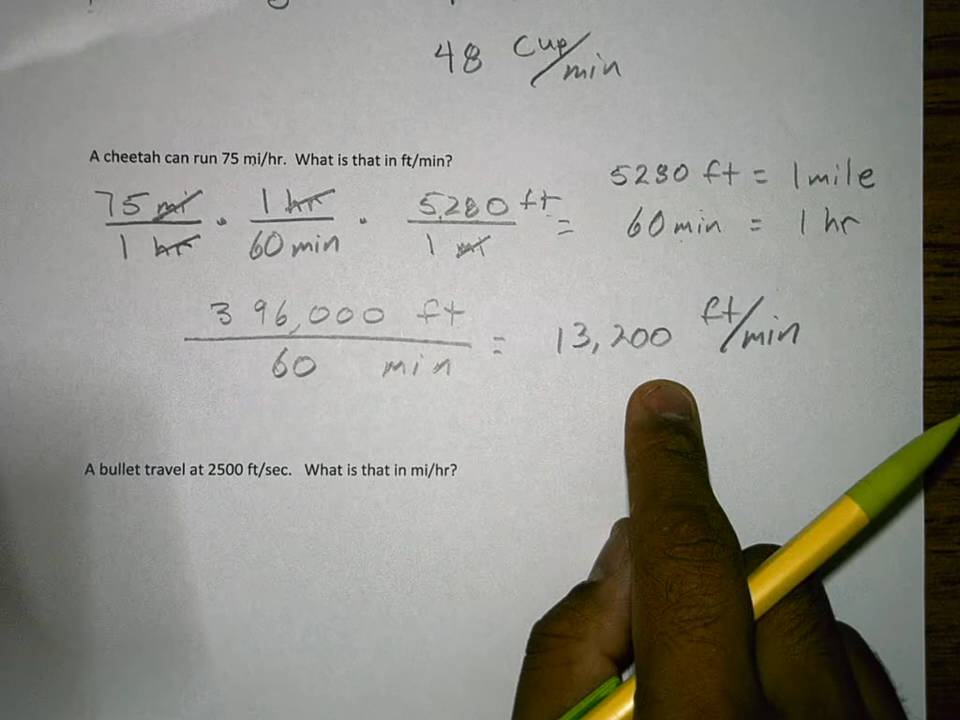 48 cup/min
A cheetah can run 75 mi/hr. What is that in ft/min?
75 mi/1 hr · 1 hr/60 min · 5,280 ft/1 mi =
5280 ft = 1 mile
60 min = 1 hr
396,000 ft/60 min = 13,200 ft/min
A bullet travel at 2500 ft/sec. What is that in mi/hr?